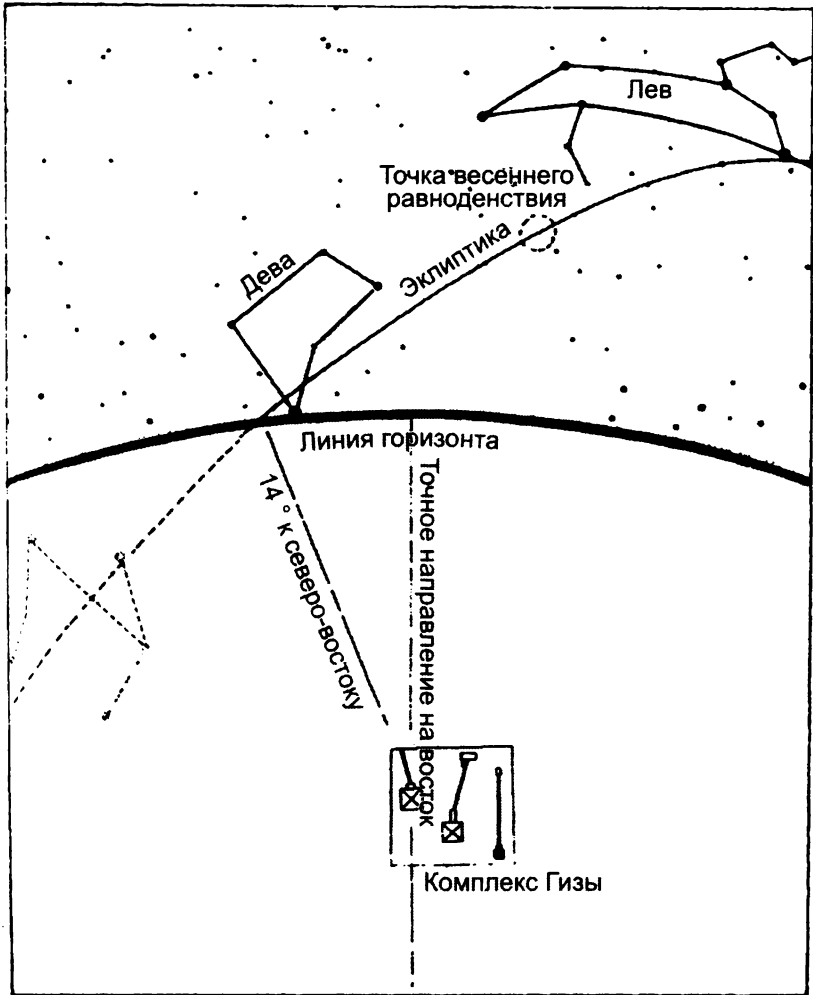 Лев
Точка весеннего
равноденствия
Эклиптика
Дева
Линия горизонта
14 ° к северо-востоку
Точное направление на восток
Комплекс Гизы